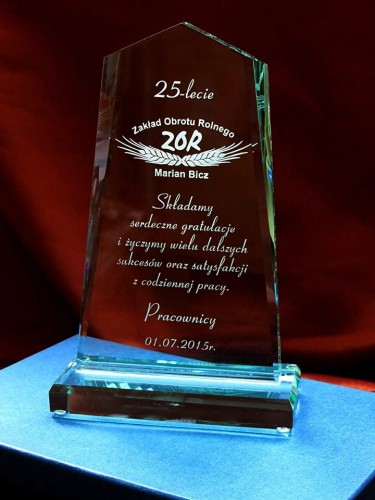 25-lecie
Zakład Obrotu Rolnego
ZOR
Marian Bicz
Składamy
serdeczne gratulacje
i życzymy wielu dalszych
sukcesów oraz satysfakcji
z codziennej pracy.
Pracownicy
01.07.2015r.